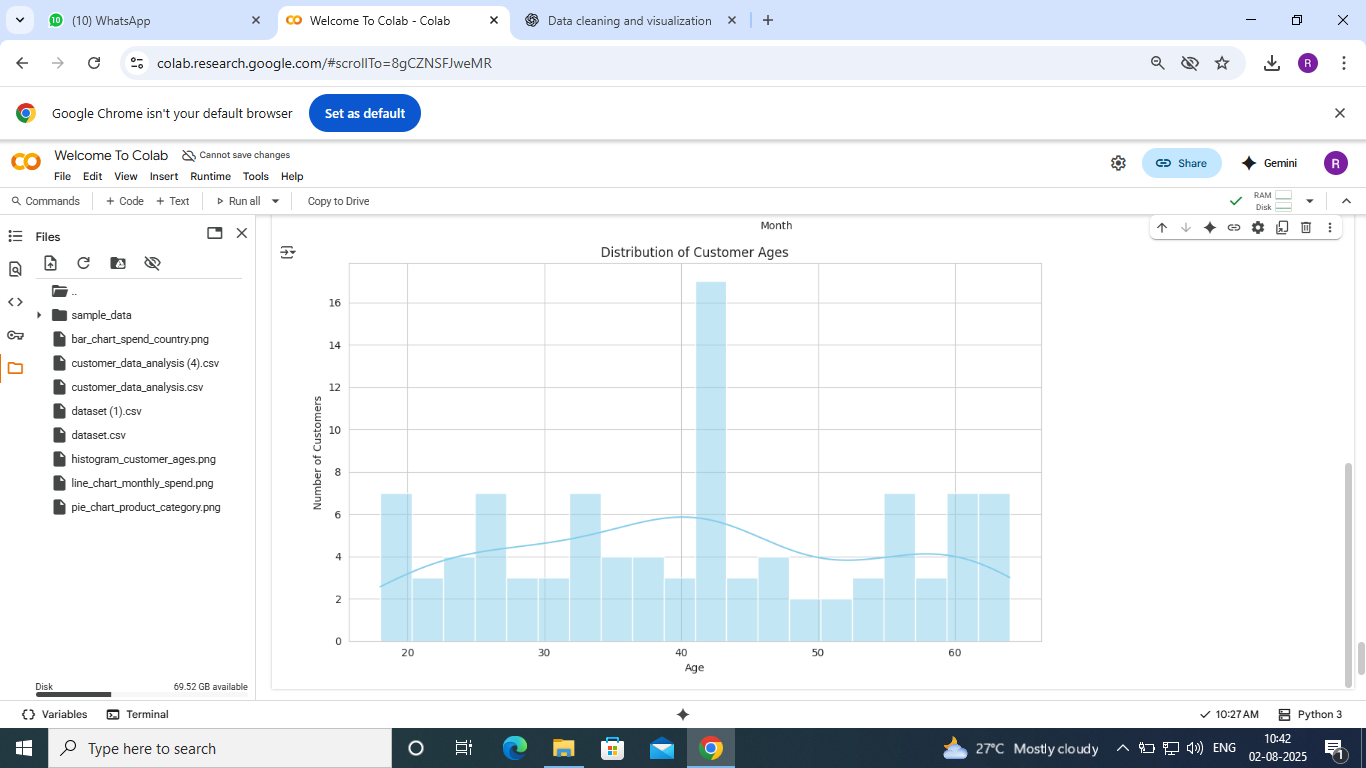 (10) WhatsApp
Welcome To Colab - Colab
Data cleaning and visualization
colab.research.google.com/#scrollTo=8gCZNSFJweMR
R
Google Chrome isn't your default browser
Set as default
Welcome To Colab
Cannot save changes
File Edit View Insert Runtime Tools Help
Share
Gemini
R
Commands
+ Code + Text
Run all
Copy to Drive
RAM
Disk
Files
..
sample_data
bar_chart_spend_country.png
customer_data_analysis (4).csv
customer_data_analysis.csv
dataset (1).csv
dataset.csv
histogram_customer_ages.png
line_chart_monthly_spend.png
pie_chart_product_category.png
Disk
69.52 GB available
Month
Distribution of Customer Ages
Number of Customers
16
14
12
10
8
6
4
2
0
20 30 40 50 60
Age
Variables
Terminal
10:27 AM
Python 3
Type here to search
27°C Mostly cloudy
ENG
10:42
02-08-2025
1